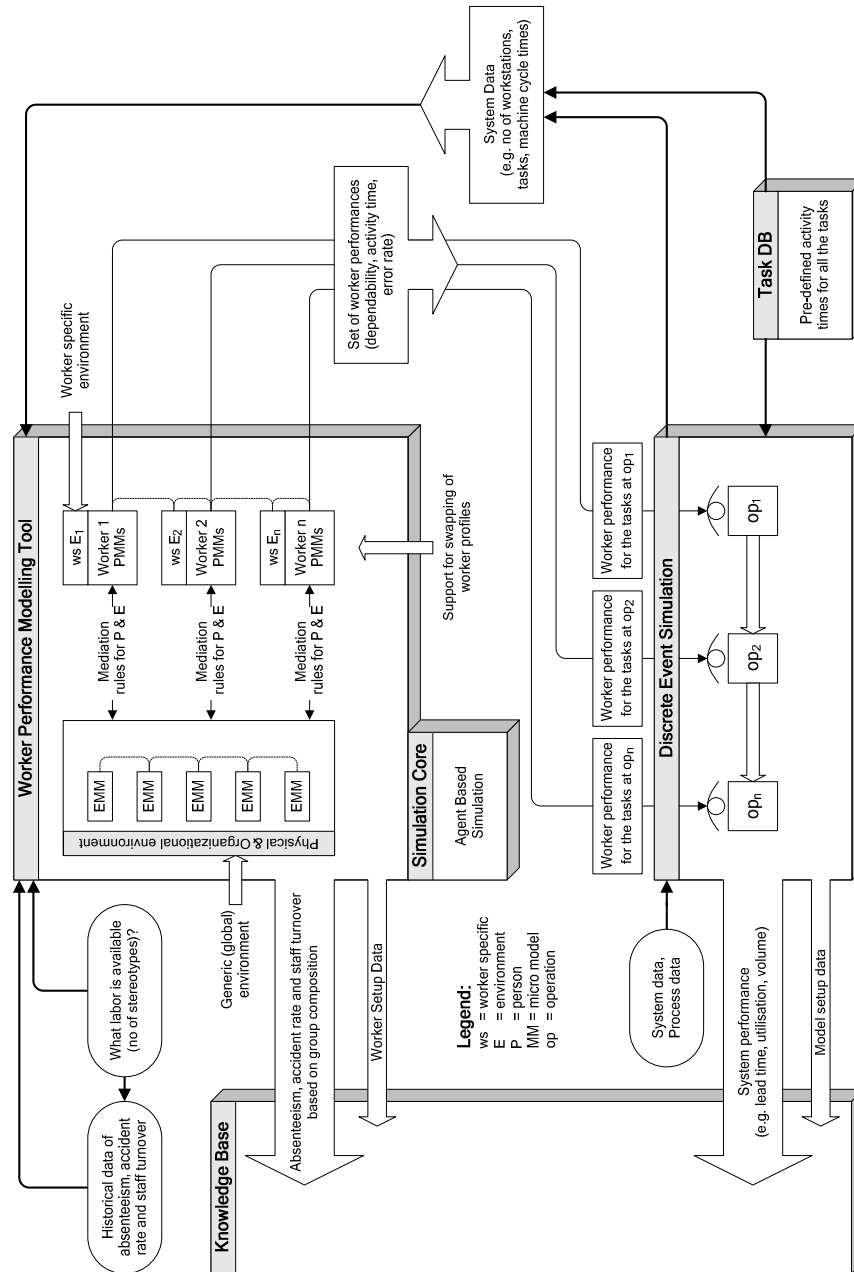 Historical data of
absenteeism, accident
rate and staff turnover
What labor is available
(no of stereotypes)?
Worker Performance Modelling Tool
Generic (global)
environment
Physical & Organizational environment
EMM
EMM
EMM
EMM
EMM
Mediation
rules for P & E
Mediation
rules for P & E
Mediation
rules for P & E
ws E1
Worker 1
PMMs
ws E2
Worker 2
PMMs
ws En
Worker n
PMMs
Worker specific
environment
Simulation Core
Agent Based
Simulation
Support for swapping of
worker profiles
Set of worker performances
(dependability, activity time,
error rate)
System Data
(e.g. no of workstations,
tasks, machine cycle times)
Knowledge Base
Absenteeism, accident rate and staff turnover
based on group composition
Worker Setup Data
Legend:
ws = worker specific
E = environment
P = person
MM = micro model
op = operation
System data,
Process data
Worker performance
for the tasks at opn
Worker performance
for the tasks at op2
Worker performance
for the tasks at op1
Discrete Event Simulation
opn
op2
op1
Task DB
Pre-defined activity
times for all the tasks
System performance
(e.g. lead time, utilisation, volume)
Model setup data